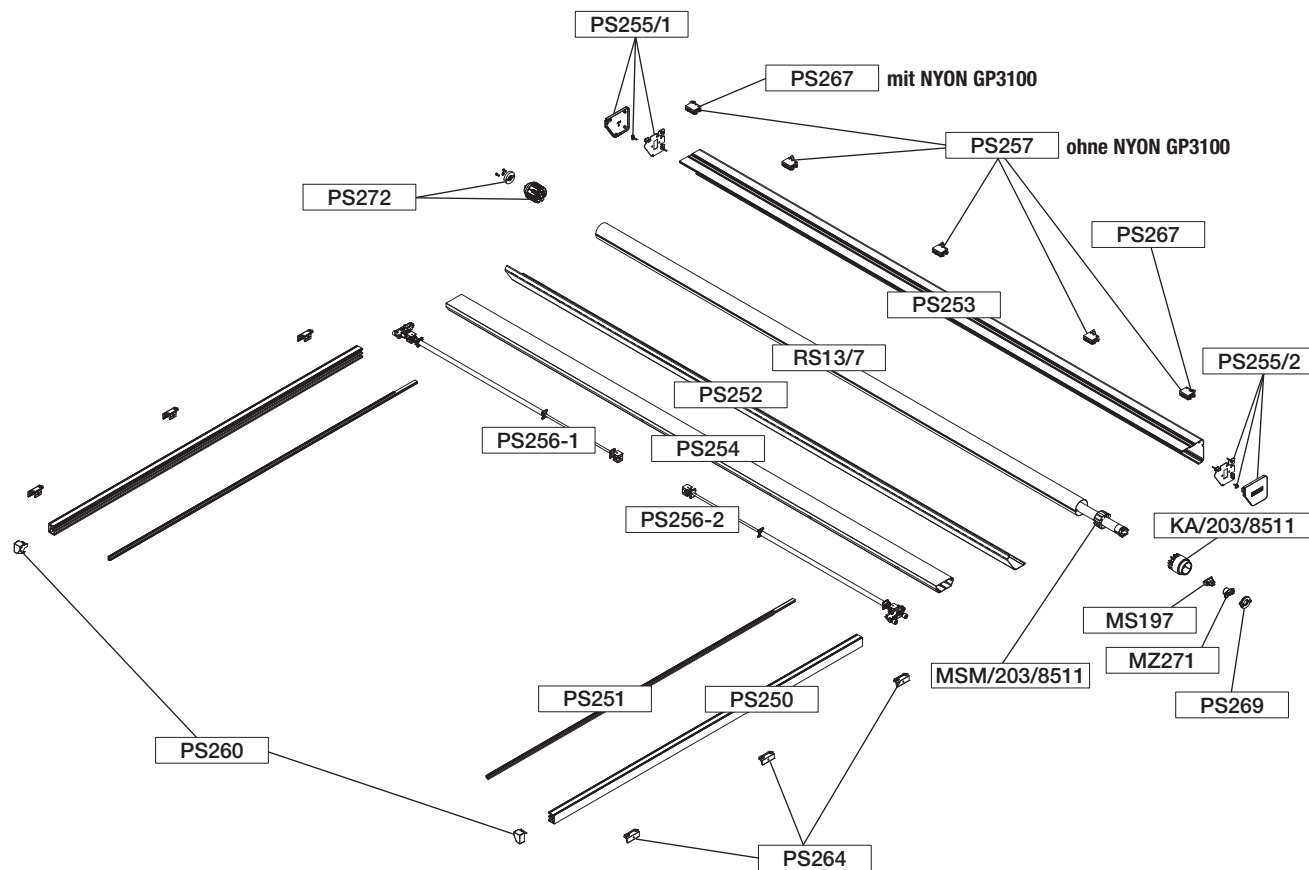 PS255/1
PS267 mit NYON GP3100
PS257 ohne NYON GP3100
PS272
PS267
PS253
RS13/7
PS255/2
PS252
PS256-1
PS254
PS256-2
KA/203/8511
MS197
MZ271
MSM/203/8511
PS251
PS250
PS269
PS260
PS264